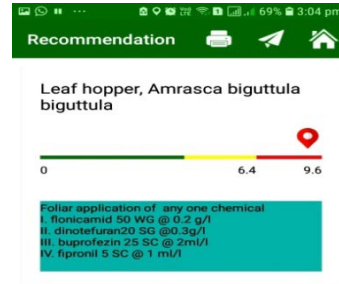 69% 3:04 pm
Recommendation
Leaf hopper, Amrasca biguttula
biguttula
0 6.4 9.6
Foliar application of any one chemical
I. flonicamid 50 WG @ 0.2 g/l
II. dinotefuran20 SG @0.3g/l
III. buprofezin 25 SC @ 2ml/l
IV. fipronil 5 SC @ 1 ml/l